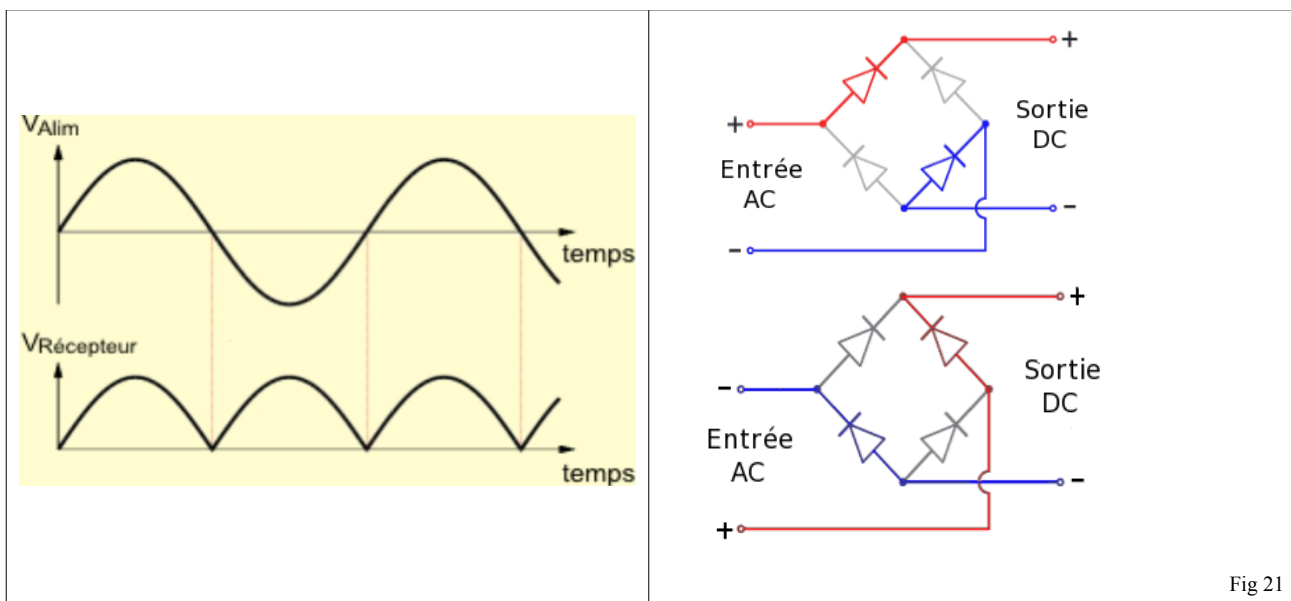 VAlim
temps
VRécepteur
temps
+
+
Sortie
DC
Entrée
AC
-
-
+
-
Sortie
DC
Entrée
AC
-
+
Fig 21